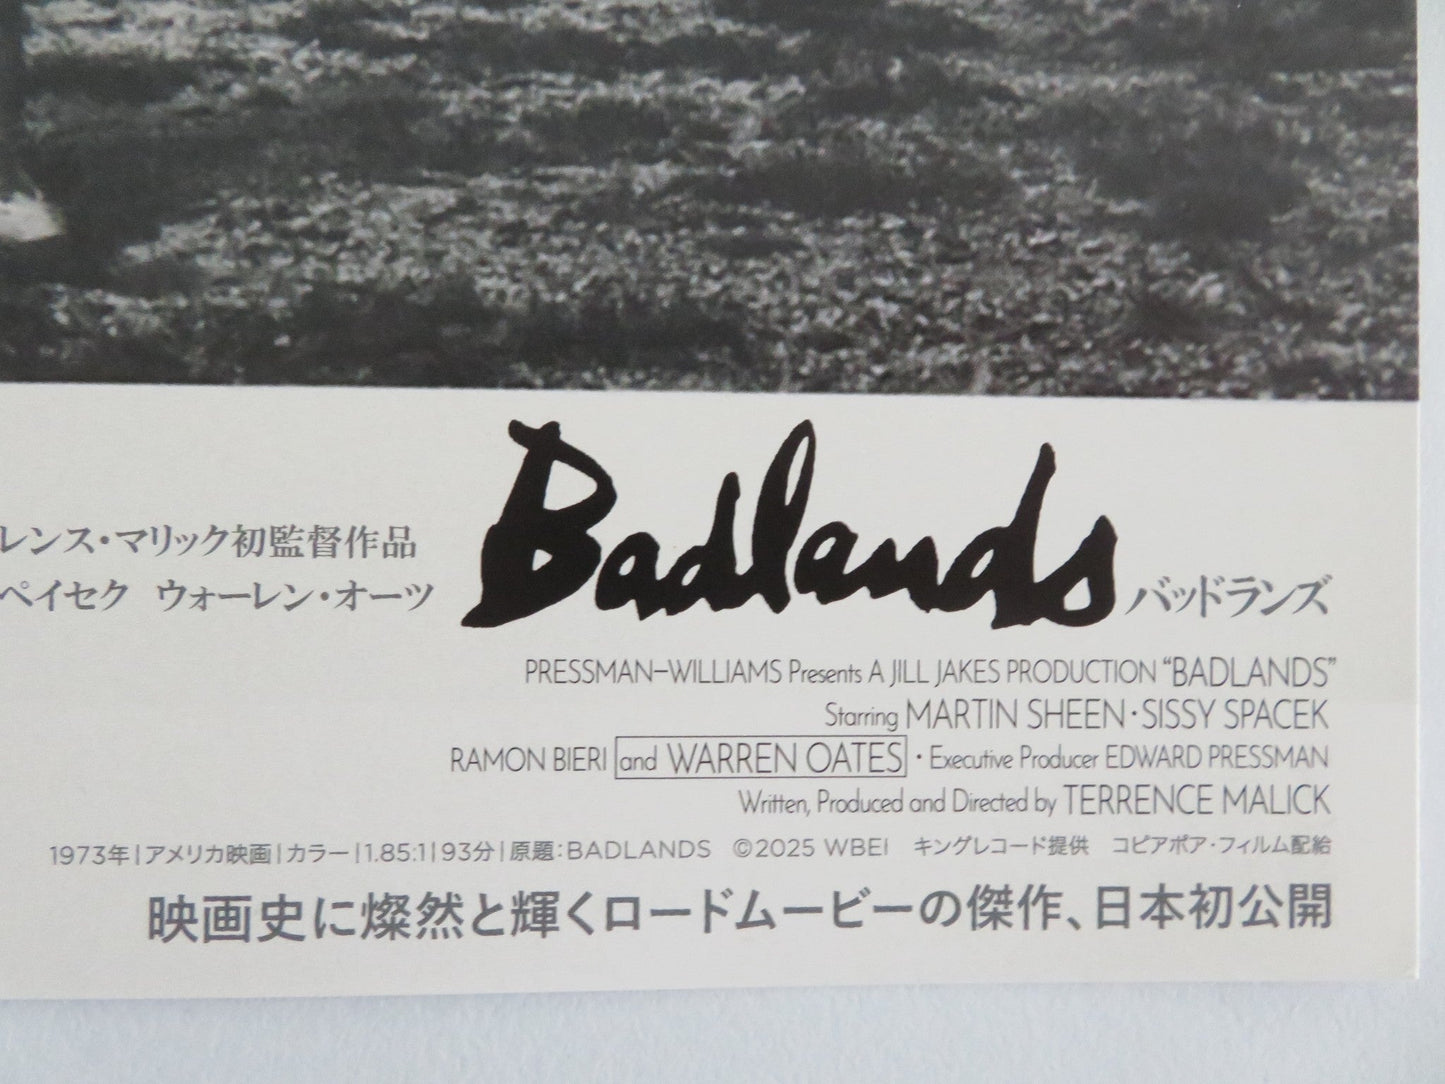 レンス・マリック初監督作品
ペイセク ウォーレン・オーツ
Badlands バッドランズ
PRESSMAN–WILLIAMS Presents A JILL JAKES PRODUCTION “BADLANDS”
Starring MARTIN SHEEN・SISSY SPACEK
RAMON BIERI and WARREN OATES・Executive Producer EDWARD PRESSMAN
Written, Produced and Directed by TERRENCE MALICK
1973年|アメリカ映画|カラー|1.85:1|93分|原題：BADLANDS ©2025 WBEI キングレコード提供 コピアポア・フィルム配給
映画史に燦然と輝くロードムービーの傑作、日本初公開